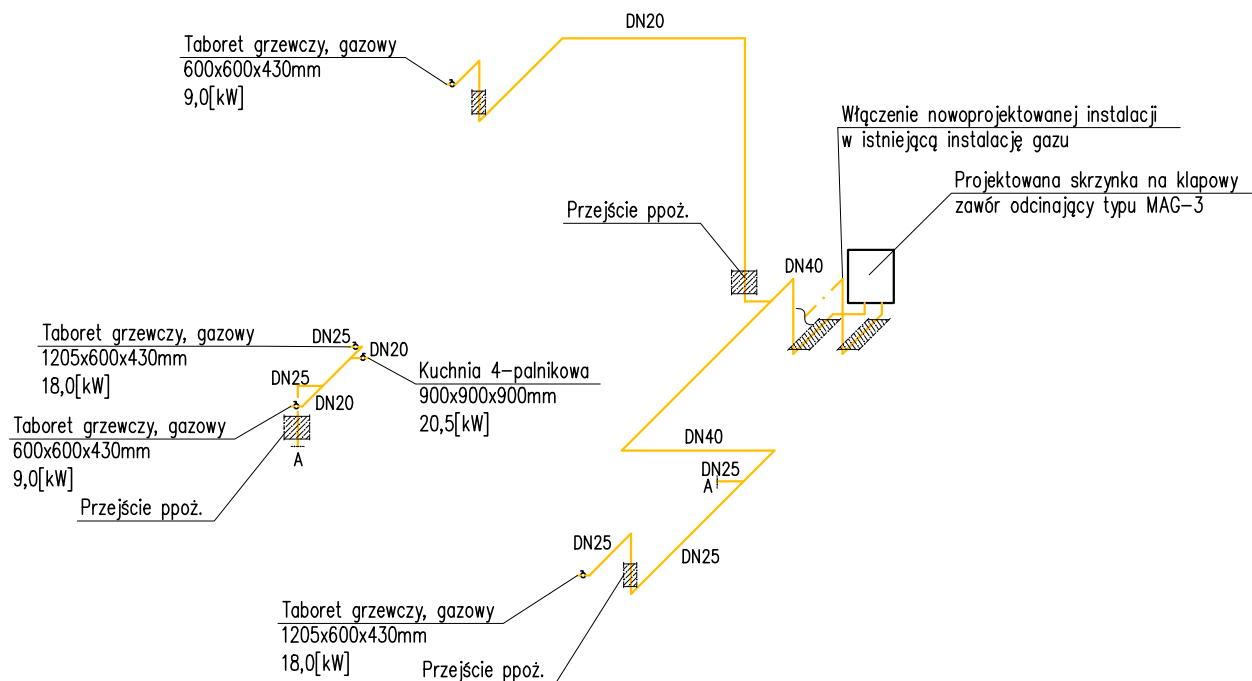 DN20
Taboret grzewczy, gazowy
600x600x430mm
9,0[kW]
Włączenie nowoprojektowanej instalacji
w istniejącą instalację gazu
Projektowana skrzynka na klapowy
zawór odcinający typu MAG-3
Przejście ppoż.
DN40
Taboret grzewczy, gazowy
1205x600x430mm
18,0[kW]
DN25
DN20
Kuchnia 4-palnikowa
900x900x900mm
20,5[kW]
DN25
DN20
Taboret grzewczy, gazowy
600x600x430mm
9,0[kW]
A
Przejście ppoż.
DN40
DN25
A
DN25
DN25
Taboret grzewczy, gazowy
1205x600x430mm
18,0[kW]
Przejście ppoż.